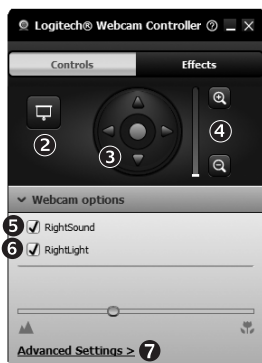 Logitech® Webcam Controller
Controls Effects
2
3
4
Webcam options
5 RightSound
6 RightLight
Advanced Settings > 7